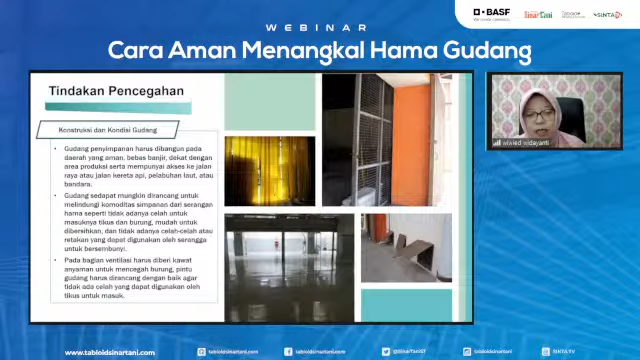 WEBINAR
Cara Aman Menangkal Hama Gudang
BASF
SinarTani
SINTA
Tindakan Pencegahan
Konstruksi dan Kondisi Gudang
• Gudang penyimpanan harus dibangun pada
daerah yang aman, bebas banjir, dekat dengan
area produksi serta mempunyai akses ke jalan
raya atau jalan kereta api, pelabuhan laut, atau
bandara.
• Gudang sedapat mungkin dirancang untuk
melindungi komoditas simpanan dari serangan
hama seperti tidak adanya celah untuk
masuknya tikus dan burung, mudah untuk
dibersihkan, dan tidak adanya celah-celah atau
retakan yang dapat digunakan oleh serangga
untuk bersembunyi.
• Pada bagian ventilasi harus diberi kawat
anyaman untuk mencegah burung, pintu
gudang harus dirancang dengan baik agar
tidak ada celah yang dapat digunakan oleh
tikus untuk masuk.
wiwied widayanti
www.tabloidsinartani.com
tabloidsinartani.com
tabloidsinartani
@SinarTaniST
tabloidsinartani
SINTA TV